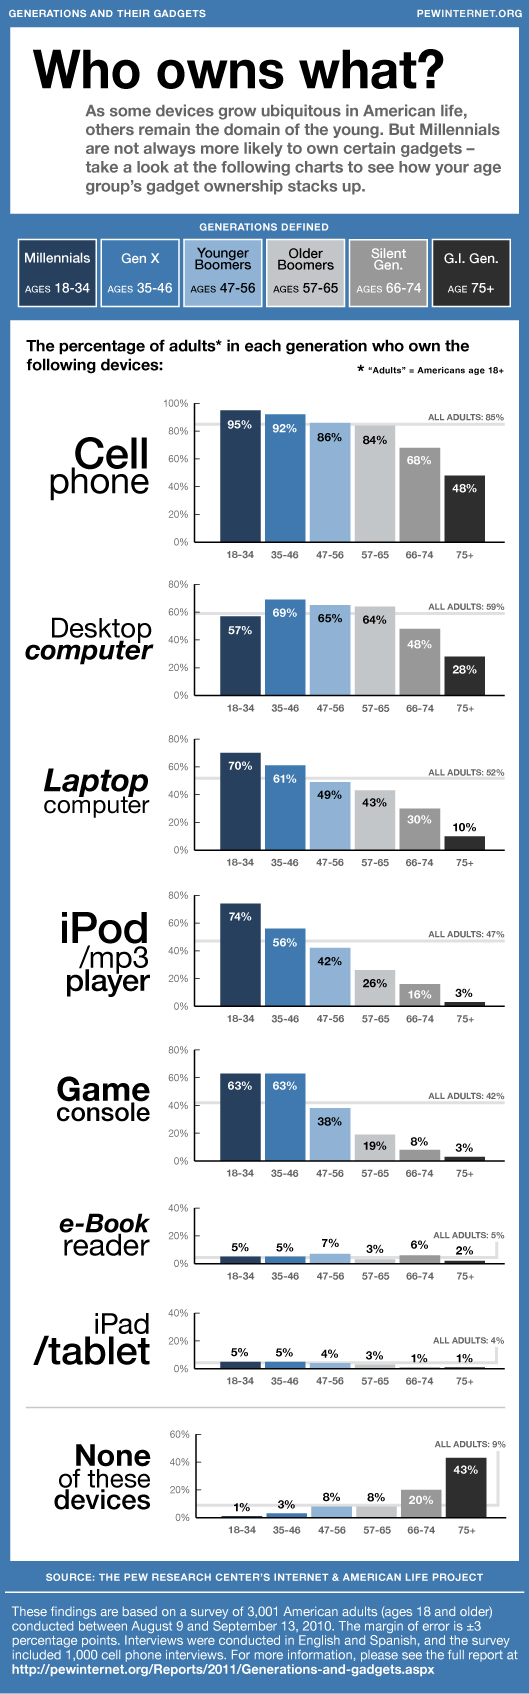 GENERATIONS AND THEIR GADGETS
PEWINTERNET.ORG
Who owns what?
As some devices grow ubiquitous in American life,
others remain the domain of the young. But Millennials
are not always more likely to own certain gadgets –
take a look at the following charts to see how your age
group's gadget ownership stacks up.
GENERATIONS DEFINED
Millennials
AGES 18-34
Gen X
AGES 35-46
Younger
Boomers
AGES 47-56
Older
Boomers
AGES 57-65
Silent
Gen.
AGES 66-74
G.I. Gen.
AGE 75+
The percentage of adults* in each generation who own the
following devices:
* "Adults" = Americans age 18+
Cell
phone
100%
80%
60%
40%
20%
0%
ALL ADULTS: 85%
95%
92%
86%
84%
68%
48%
18-34
35-46
47-56
57-65
66-74
75+
Desktop
computer
80%
60%
40%
20%
0%
ALL ADULTS: 59%
57%
69%
65%
64%
48%
28%
18-34
35-46
47-56
57-65
66-74
75+
Laptop
computer
80%
60%
40%
20%
0%
ALL ADULTS: 52%
70%
61%
49%
43%
30%
10%
18-34
35-46
47-56
57-65
66-74
75+
iPod
/mp3
player
80%
60%
40%
20%
0%
ALL ADULTS: 47%
74%
56%
42%
26%
16%
3%
18-34
35-46
47-56
57-65
66-74
75+
Game
console
80%
60%
40%
20%
0%
ALL ADULTS: 42%
63%
63%
38%
19%
8%
3%
18-34
35-46
47-56
57-65
66-74
75+
e-Book
reader
40%
20%
0%
ALL ADULTS: 5%
5%
5%
7%
3%
6%
2%
18-34
35-46
47-56
57-65
66-74
75+
iPad
/tablet
40%
20%
0%
ALL ADULTS: 4%
5%
5%
4%
3%
1%
1%
18-34
35-46
47-56
57-65
66-74
75+
None
of these
devices
60%
40%
20%
0%
ALL ADULTS: 9%
1%
3%
8%
8%
20%
43%
18-34
35-46
47-56
57-65
66-74
75+
SOURCE: THE PEW RESEARCH CENTER'S INTERNET & AMERICAN LIFE PROJECT
These findings are based on a survey of 3,001 American adults (ages 18 and older)
conducted between August 9 and September 13, 2010. The margin of error is ±3
percentage points. Interviews were conducted in English and Spanish, and the survey
included 1,000 cell phone interviews. For more information, please see the full report at
http://pewinternet.org/Reports/2011/Generations-and-gadgets.aspx